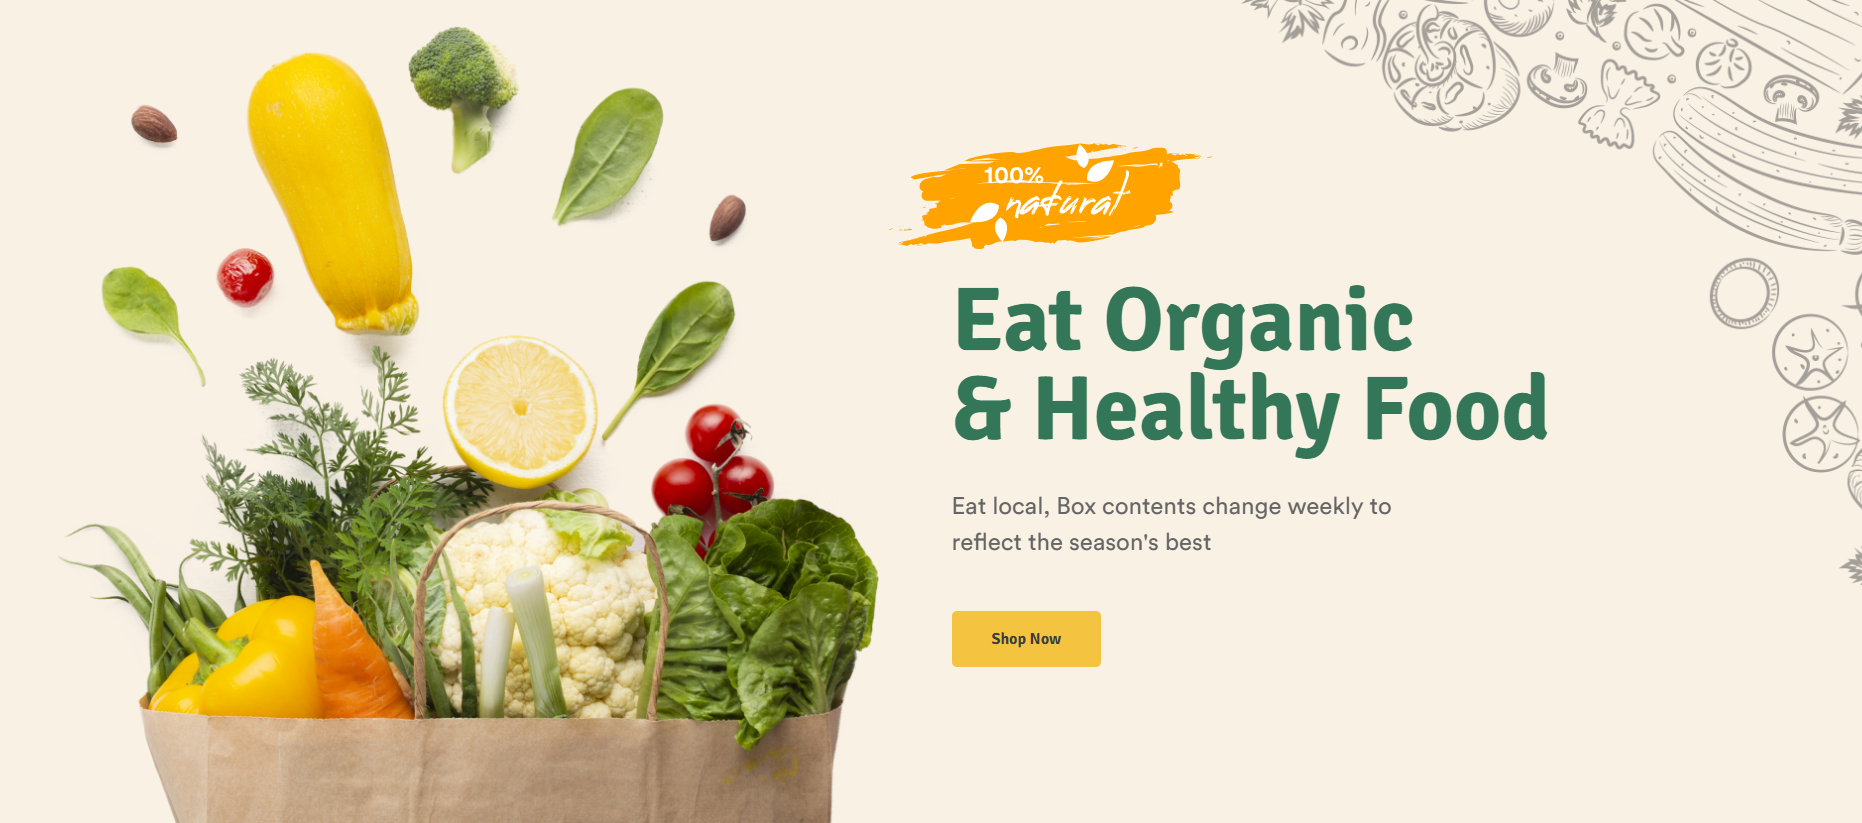 100%
natural
Eat Organic
& Healthy Food
Eat local, Box contents change weekly to
reflect the season's best
Shop Now